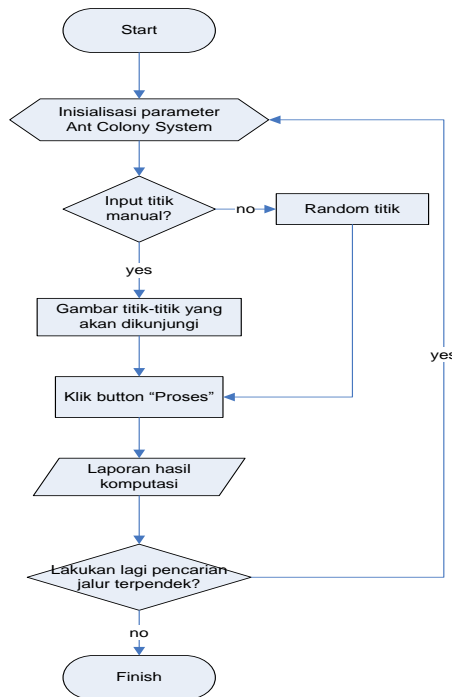 Start
Inisialisasi parameter
Ant Colony System
Input titik
manual?
no
Random titik
yes
Gambar titik-titik yang
akan dikunjungi
yes
Klik button “Proses”
Laporan hasil
komputasi
Lakukan lagi pencarian
jalur terpendek?
no
Finish